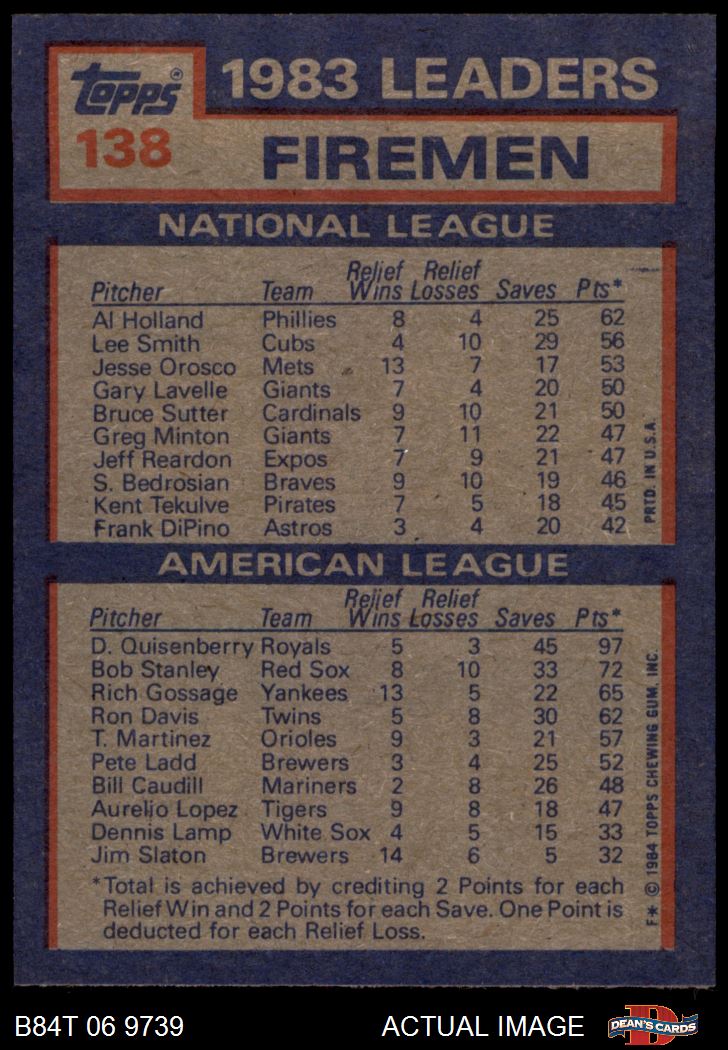 Topps® 1983 LEADERS
138 FIREMEN
NATIONAL LEAGUE
Pitcher Team Relief Wins Relief Losses Saves Pts*
Al Holland Phillies 8 4 25 62
Lee Smith Cubs 4 10 29 56
Jesse Orosco Mets 13 7 17 53
Gary Lavelle Giants 7 4 20 50
Bruce Sutter Cardinals 9 10 21 50
Greg Minton Giants 7 11 22 47
Jeff Reardon Expos 7 9 21 47
S. Bedrosian Braves 9 10 19 46
Kent Tekulve Pirates 7 5 18 45
Frank DiPino Astros 3 4 20 42
PRTD. IN U.S.A.
AMERICAN LEAGUE
Pitcher Team Relief Wins Relief Losses Saves Pts*
D. Quisenberry Royals 5 3 45 97
Bob Stanley Red Sox 8 10 33 72
Rich Gossage Yankees 13 5 22 65
Ron Davis Twins 5 8 30 62
T. Martinez Orioles 9 3 21 57
Pete Ladd Brewers 3 4 25 52
Bill Caudill Mariners 2 8 26 48
Aurelio Lopez Tigers 9 8 18 47
Dennis Lamp White Sox 4 5 15 33
Jim Slaton Brewers 14 6 5 32
*Total is achieved by crediting 2 Points for each
Relief Win and 2 Points for each Save. One Point is
deducted for each Relief Loss.
F* © 1984 TOPPS CHEWING GUM, INC.
B84T 06 9739 ACTUAL IMAGE D DEAN'S CARDS